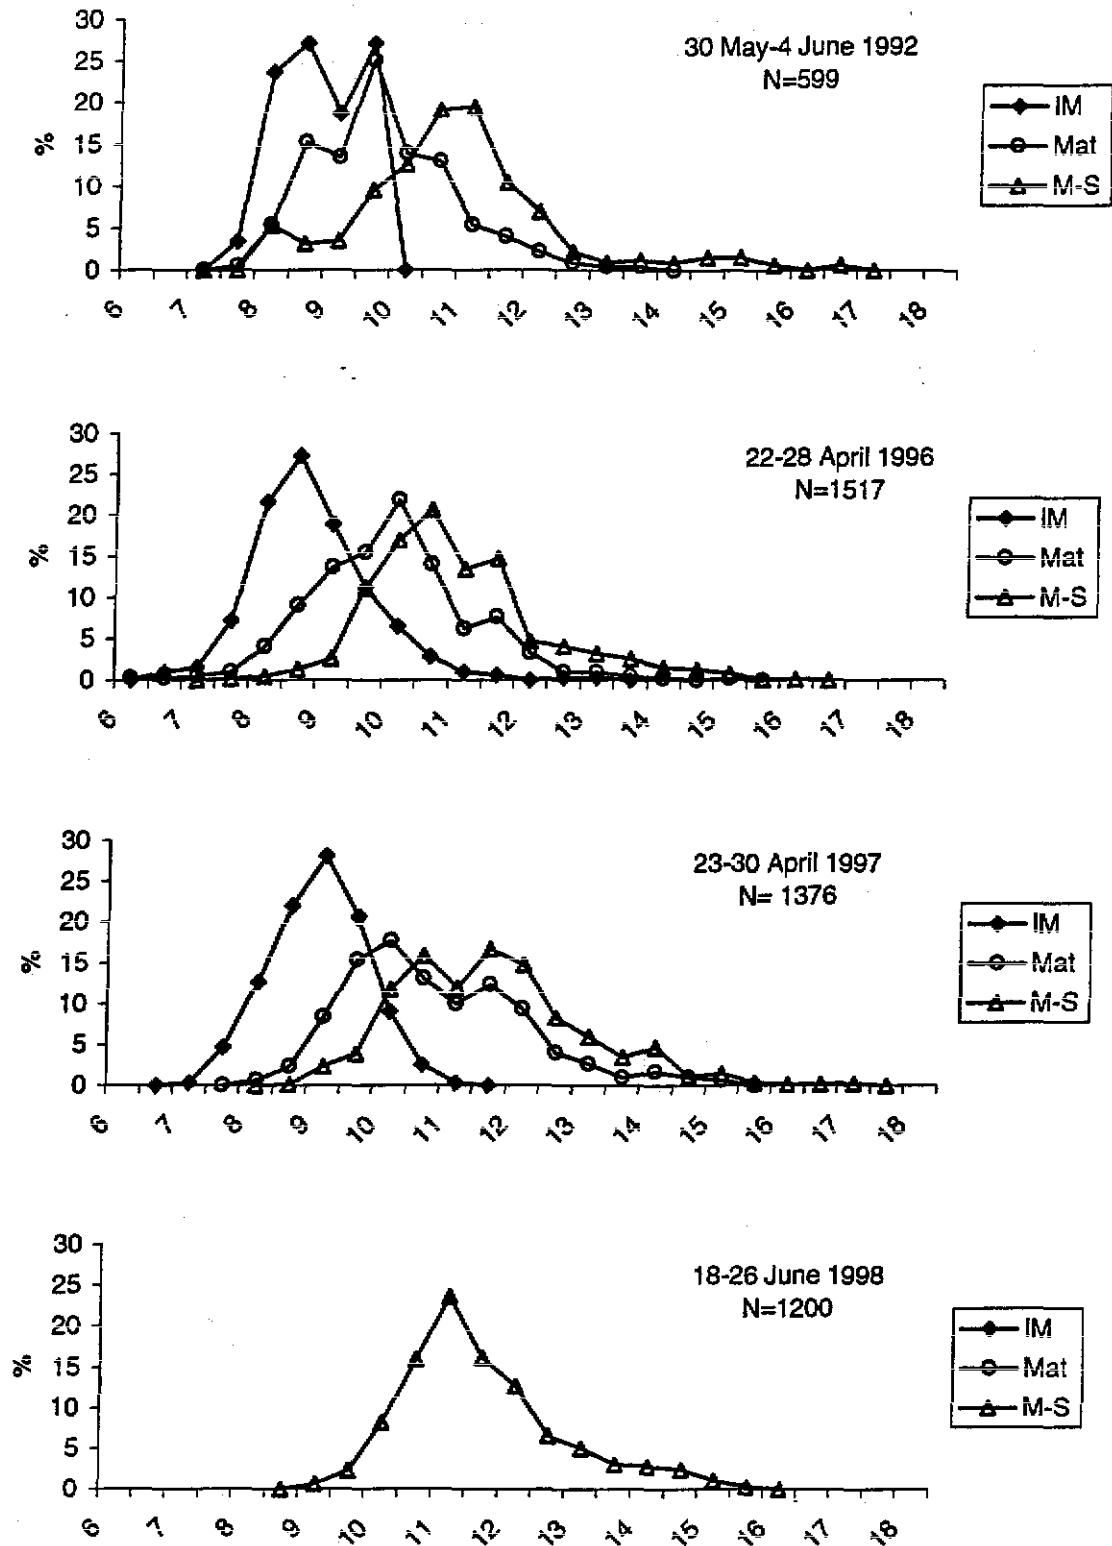 30
25
20
15
10
5
0
%
30 May-4 June 1992
N=599
IM
Mat
M-S
6 7 8 9 10 11 12 13 14 15 16 17 18
30
25
20
15
10
5
0
%
22-28 April 1996
N=1517
IM
Mat
M-S
6 7 8 9 10 11 12 13 14 15 16 17 18
30
25
20
15
10
5
0
%
23-30 April 1997
N= 1376
IM
Mat
M-S
6 7 8 9 10 11 12 13 14 15 16 17 18
30
25
20
15
10
5
0
%
18-26 June 1998
N=1200
IM
Mat
M-S
6 7 8 9 10 11 12 13 14 15 16 17 18